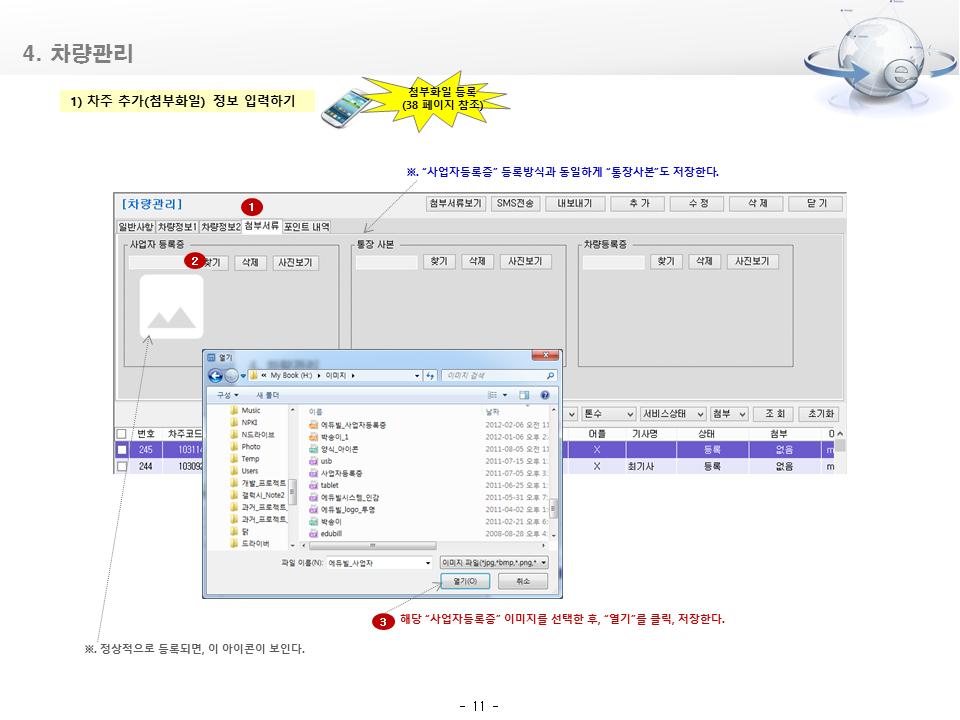 4. 차량관리
1) 차주 추가(첨부화일) 정보 입력하기
첨부화일 등록
(38 페이지 참조)
※. “사업자등록증” 등록방식과 동일하게 “통장사본”도 저장한다.
[차량관리]
1
첨부서류보기 SMS전송 내보내기 추 가 수 정 삭 제 닫 기
일반사항 차량정보1 차량정보2 첨부서류 포인트 내역
사업자 등록증 통장 사본 차량등록증
2 찾기 삭제 사진보기 찾기 삭제 사진보기 찾기 삭제 사진보기
열기
« My Book (H:) ▸ 이미지 ▸ 이미지 검색
구성 새 폴더
Music
NPKI
N드라이브
Photo
Temp
Users
개발_프로젝트
갤럭시_Note2
과거_프로젝트
과거_프로젝트_
닭
드라이버
이름 날짜
에듀빌_사업자등록증 2012-02-06 오전 11
박송이_1 2012-01-06 오후 2:
양식_아이콘 2011-08-05 오후 1:
usb 2011-07-15 오후 1:
사업자등록증 2011-07-05 오후 3:
tablet 2011-06-25 오후 1:
에듀빌시스템_인감 2011-05-31 오후 7:
에듀빌_logo_투명 2011-04-02 오후 1:
박송이 2011-02-21 오후 6:
edubill 2008-08-28 오후 4:
파일 이름(N): 에듀빌_사업자 이미지 파일(*jpg,*bmp,*.png,*
열기(O) 취소
톤수 서비스상태 첨부 조 회 초기화
번호 차주코드 어플 기사명 상태 첨부
245 103114 X 등록 없음 m
244 103092 X 최기사 등록 없음 m
3 해당 “사업자등록증” 이미지를 선택한 후, “열기”를 클릭, 저장한다.
※. 정상적으로 등록되면, 이 아이콘이 보인다.
- 11 -